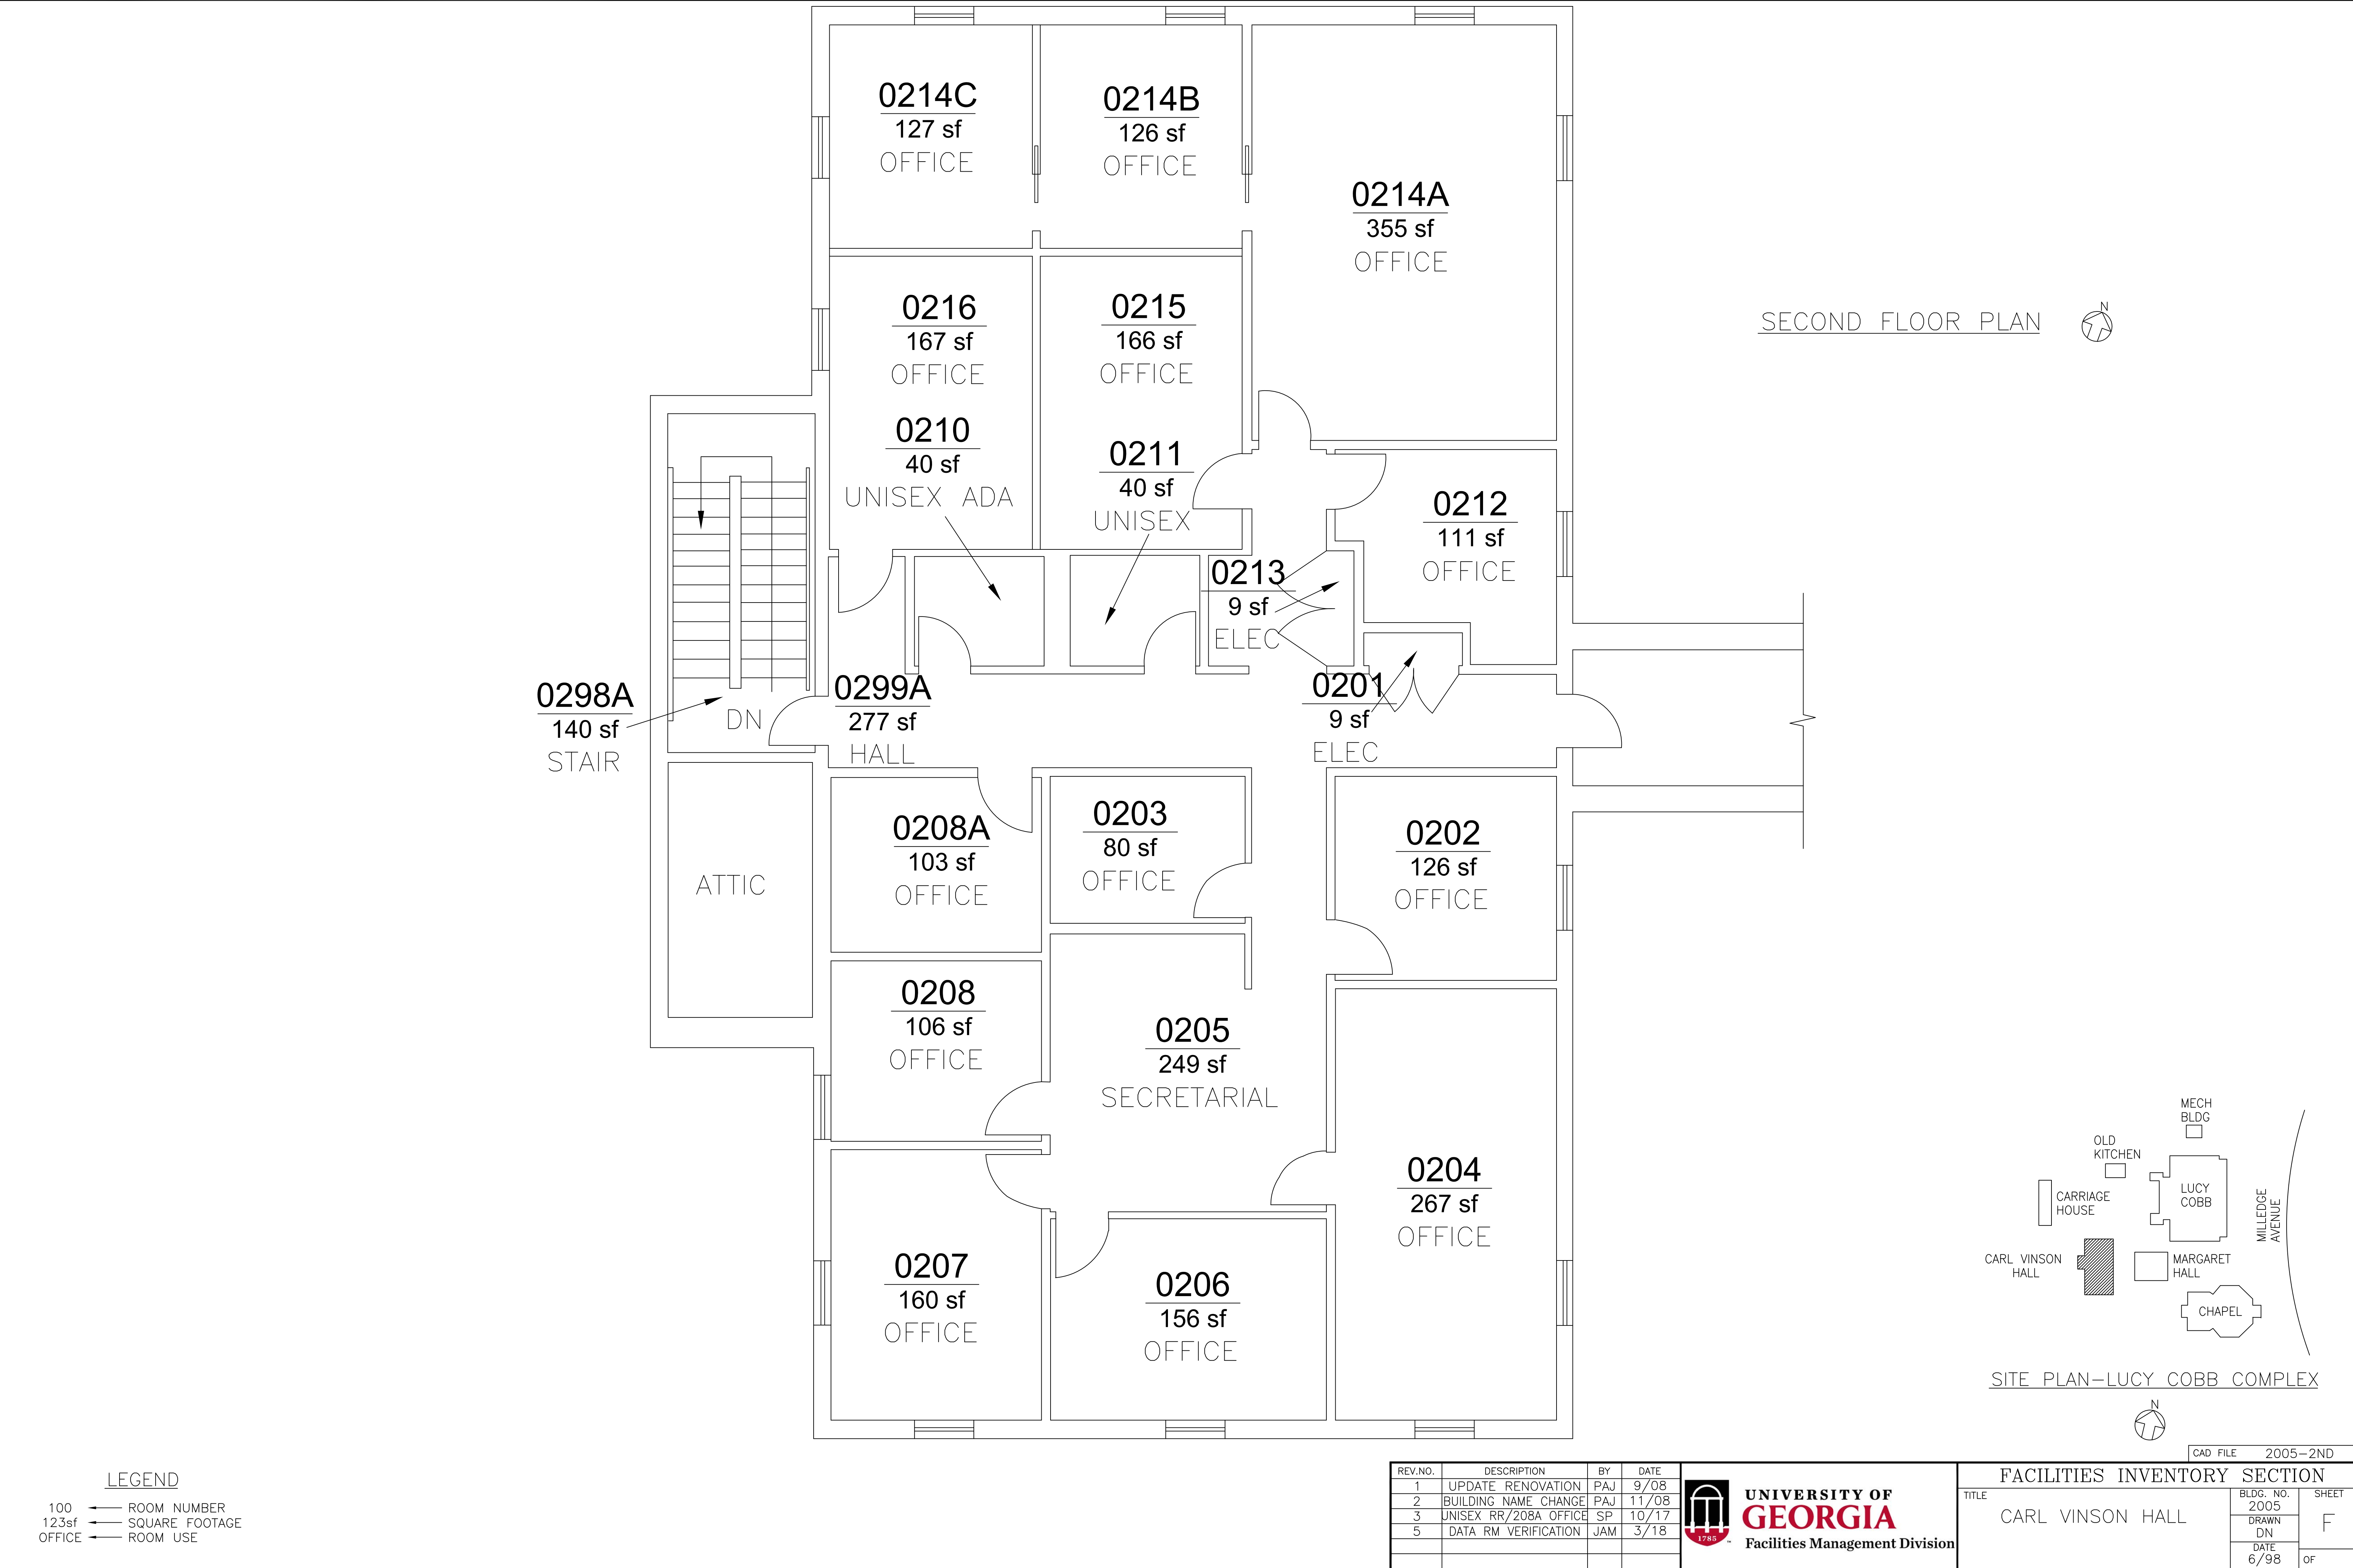 0214C
127 sf
OFFICE
0214B
126 sf
OFFICE
0214A
355 sf
OFFICE
0216
167 sf
OFFICE
0215
166 sf
OFFICE
SECOND FLOOR PLAN
N
0210
40 sf
UNISEX ADA
0211
40 sf
UNISEX
0212
111 sf
OFFICE
0213
9 sf
ELEC
0298A
140 sf
STAIR
DN
0299A
277 sf
HALL
0201
9 sf
ELEC
ATTIC
0208A
103 sf
OFFICE
0203
80 sf
OFFICE
0202
126 sf
OFFICE
0208
106 sf
OFFICE
0205
249 sf
SECRETARIAL
0204
267 sf
OFFICE
0207
160 sf
OFFICE
0206
156 sf
OFFICE
MECH
BLDG
OLD
KITCHEN
CARRIAGE
HOUSE
LUCY
COBB
MILLEDGE
AVENUE
CARL VINSON
HALL
MARGARET
HALL
CHAPEL
SITE PLAN-LUCY COBB COMPLEX
N
LEGEND
100 ROOM NUMBER
123sf SQUARE FOOTAGE
OFFICE ROOM USE
REV.NO. DESCRIPTION BY DATE
1 UPDATE RENOVATION PAJ 9/08
2 BUILDING NAME CHANGE PAJ 11/08
3 UNISEX RR/208A OFFICE SP 10/17
5 DATA RM VERIFICATION JAM 3/18
1785
UNIVERSITY OF
GEORGIA
Facilities Management Division
CAD FILE 2005-2ND
FACILITIES INVENTORY SECTION
TITLE
CARL VINSON HALL
BLDG. NO.
2005
DRAWN
DN
DATE
6/98
SHEET
F
OF